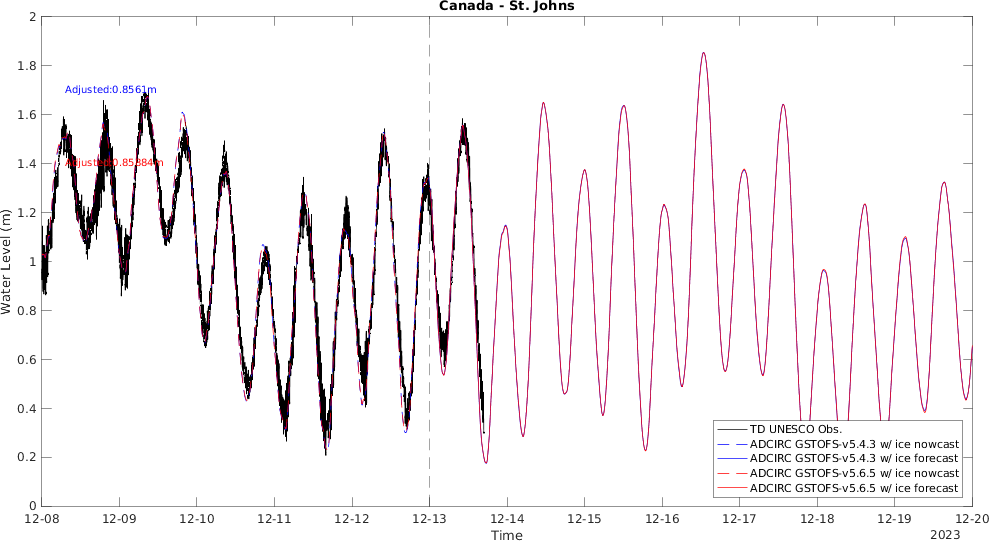 Canada - St. Johns
2
1.8
1.6
1.4
1.2
1
0.8
0.6
0.4
0.2
0
Water Level (m)
Adjusted:0.8561m
Adjusted:0.85384m
TD UNESCO Obs.
ADCIRC GSTOFS-v5.4.3 w/ ice nowcast
ADCIRC GSTOFS-v5.4.3 w/ ice forecast
ADCIRC GSTOFS-v5.6.5 w/ ice nowcast
ADCIRC GSTOFS-v5.6.5 w/ ice forecast
12-08 12-09 12-10 12-11 12-12 12-13 12-14 12-15 12-16 12-17 12-18 12-19 12-20
Time
2023